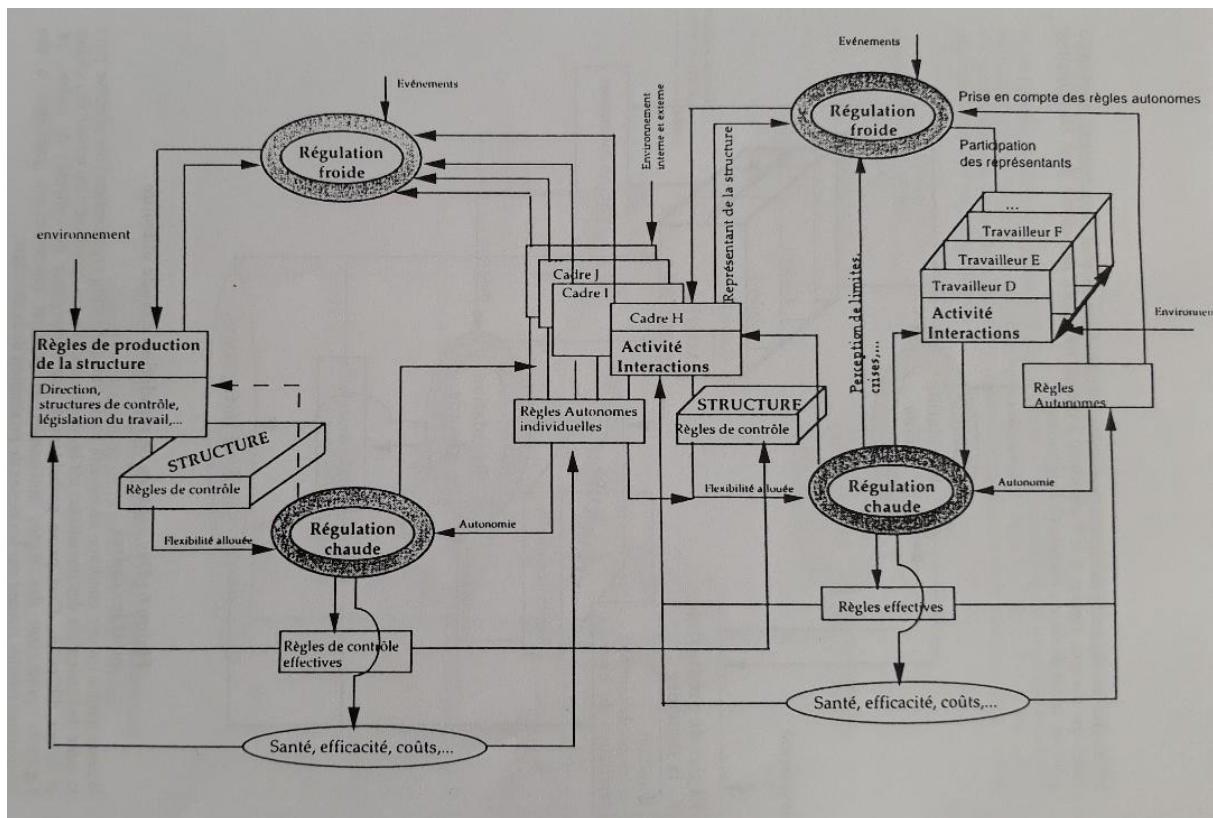 Evénements
Régulation
froide
environnement
Règles de production
de la structure
Direction,
structures de contrôle,
législation du travail,...
STRUCTURE
Règles de contrôle
Flexibilité allouée
Régulation
chaude
Autonomie
Règles de contrôle
effectives
Santé, efficacité, coûts,...
Environnement
interne et externe
...
Cadre J
Cadre I
Cadre H
Activité
Interactions
Règles Autonomes
individuelles
Représentant de la structure
STRUCTURE
Règles de contrôle
Flexibilité allouée
Evénements
Régulation
froide
Prise en compte des règles autonomes
Participation
des représentants
Perception de limites,
crises,...
...
Travailleur F
Travailleur E
Travailleur D
Activité
Interactions
Environnem
Règles
Autonomes
Régulation
chaude
Autonomie
Règles effectives
Santé, efficacité, coûts,...